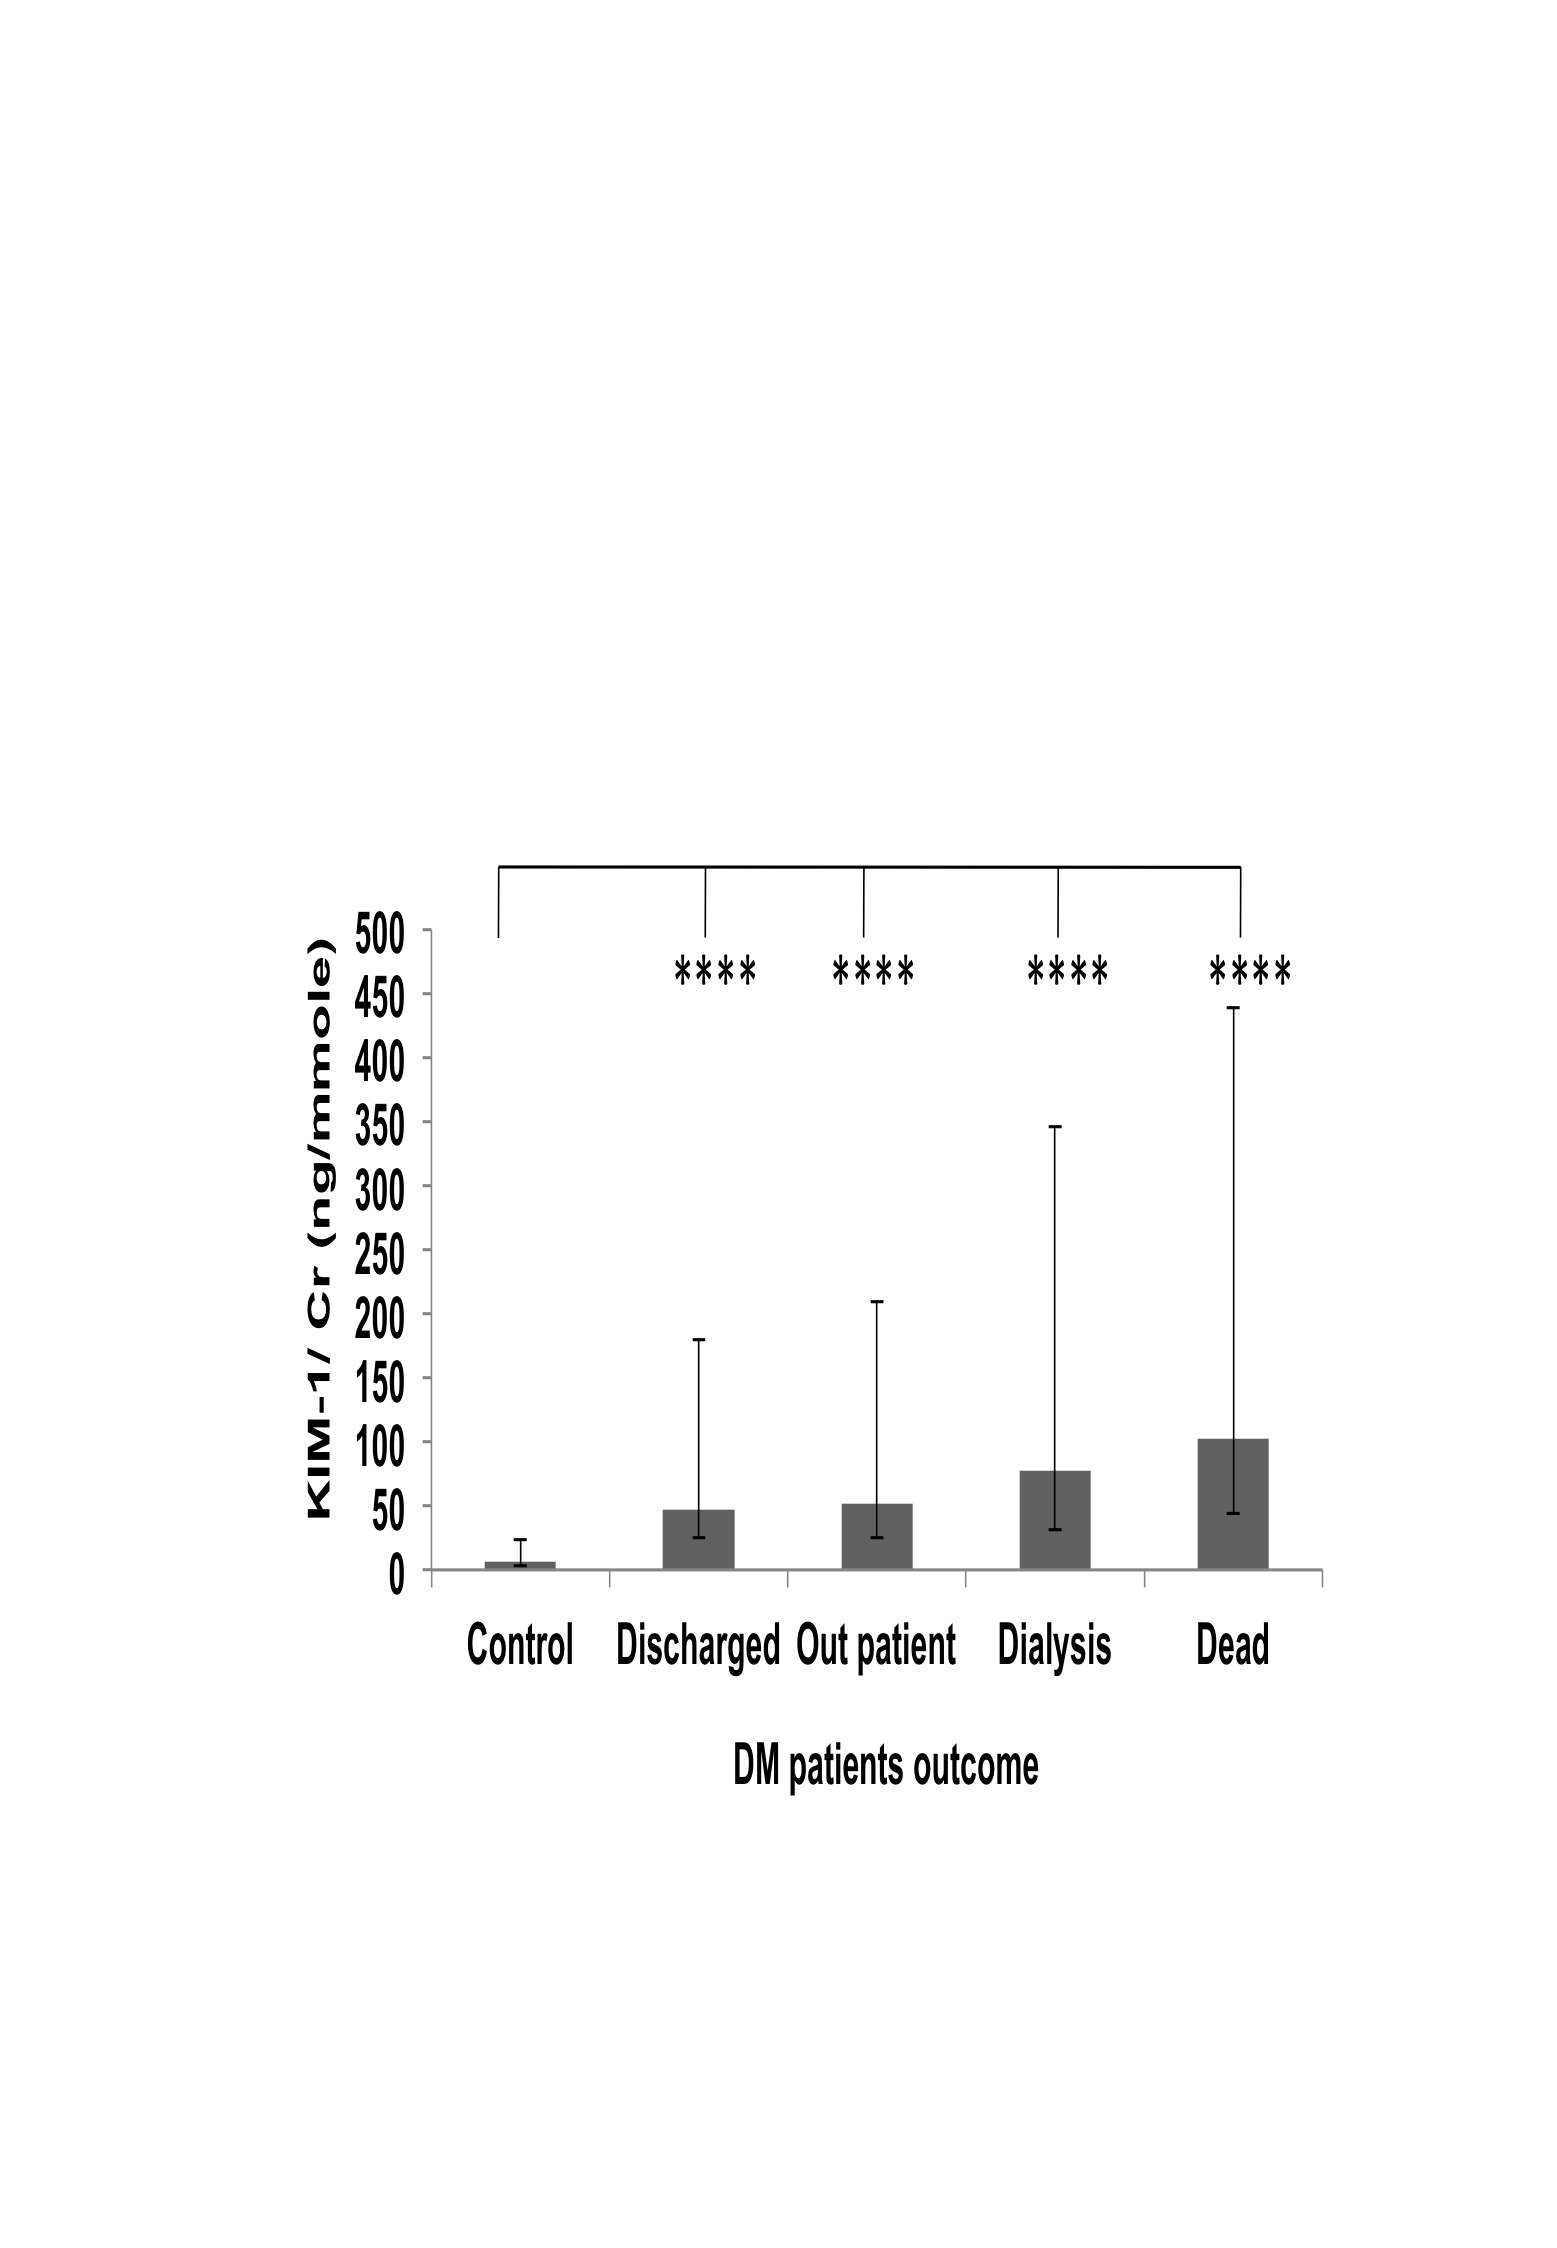 500
450
400
350
300
250
200
150
100
50
0
KIM-1/ Cr (ng/mmole)
**** **** **** ****
Control Discharged Out patient Dialysis Dead
DM patients outcome